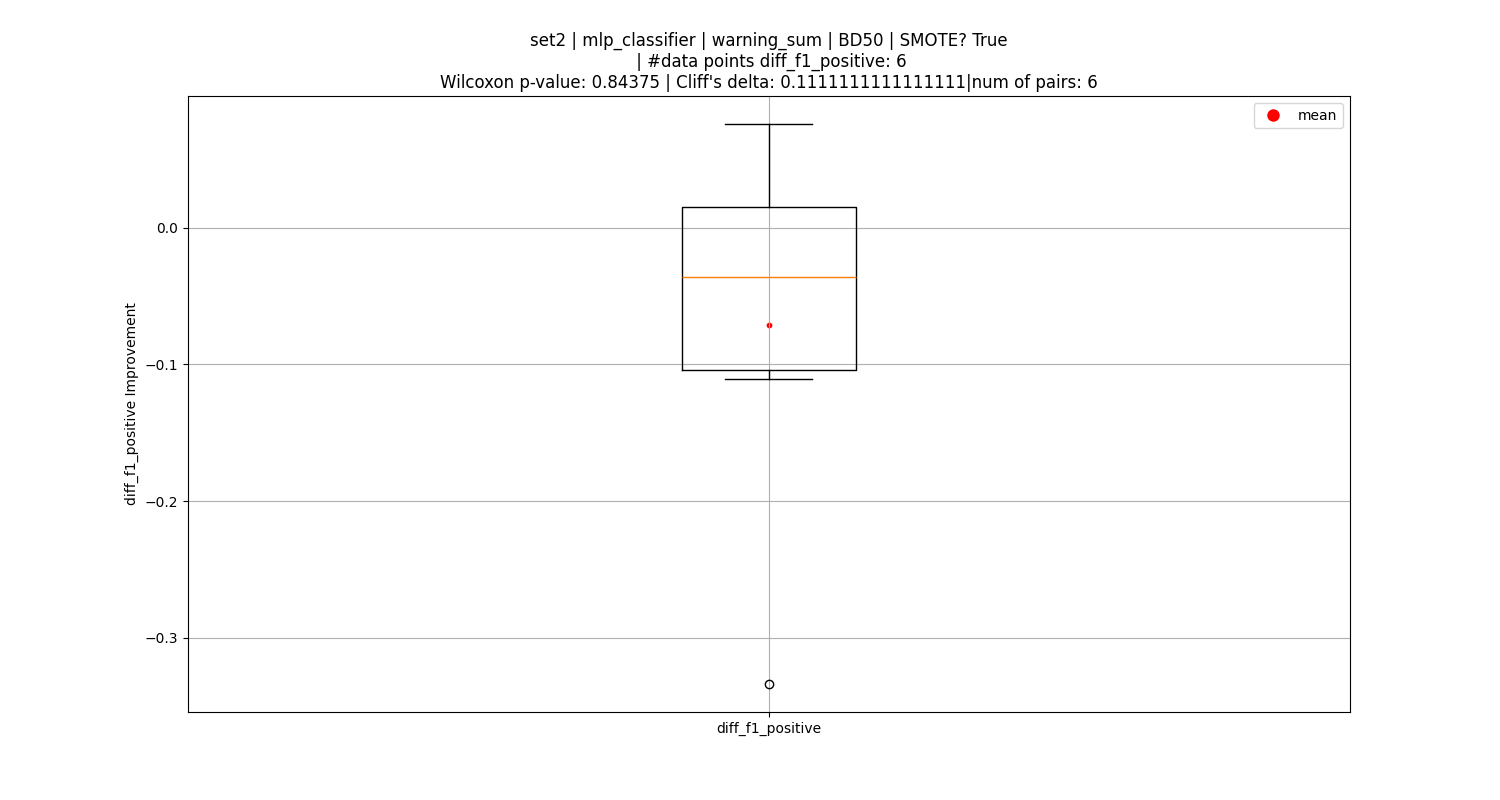 set2 | mlp_classifier | warning_sum | BD50 | SMOTE? True
| #data points diff_f1_positive: 6
Wilcoxon p-value: 0.84375 | Cliff's delta: 0.1111111111111111|num of pairs: 6
mean
0.0
−0.1
−0.2
−0.3
diff_f1_positive Improvement
diff_f1_positive